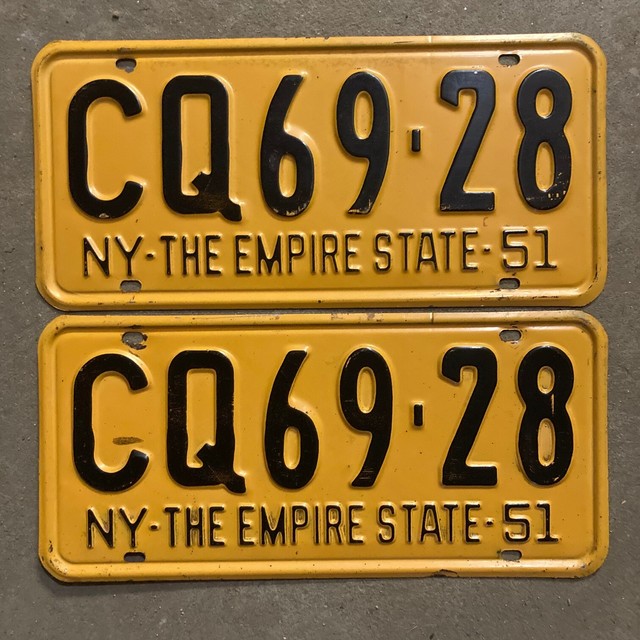 CQ69·28
NY·THE EMPIRE STATE·51
CQ69·28
NY·THE EMPIRE STATE·51